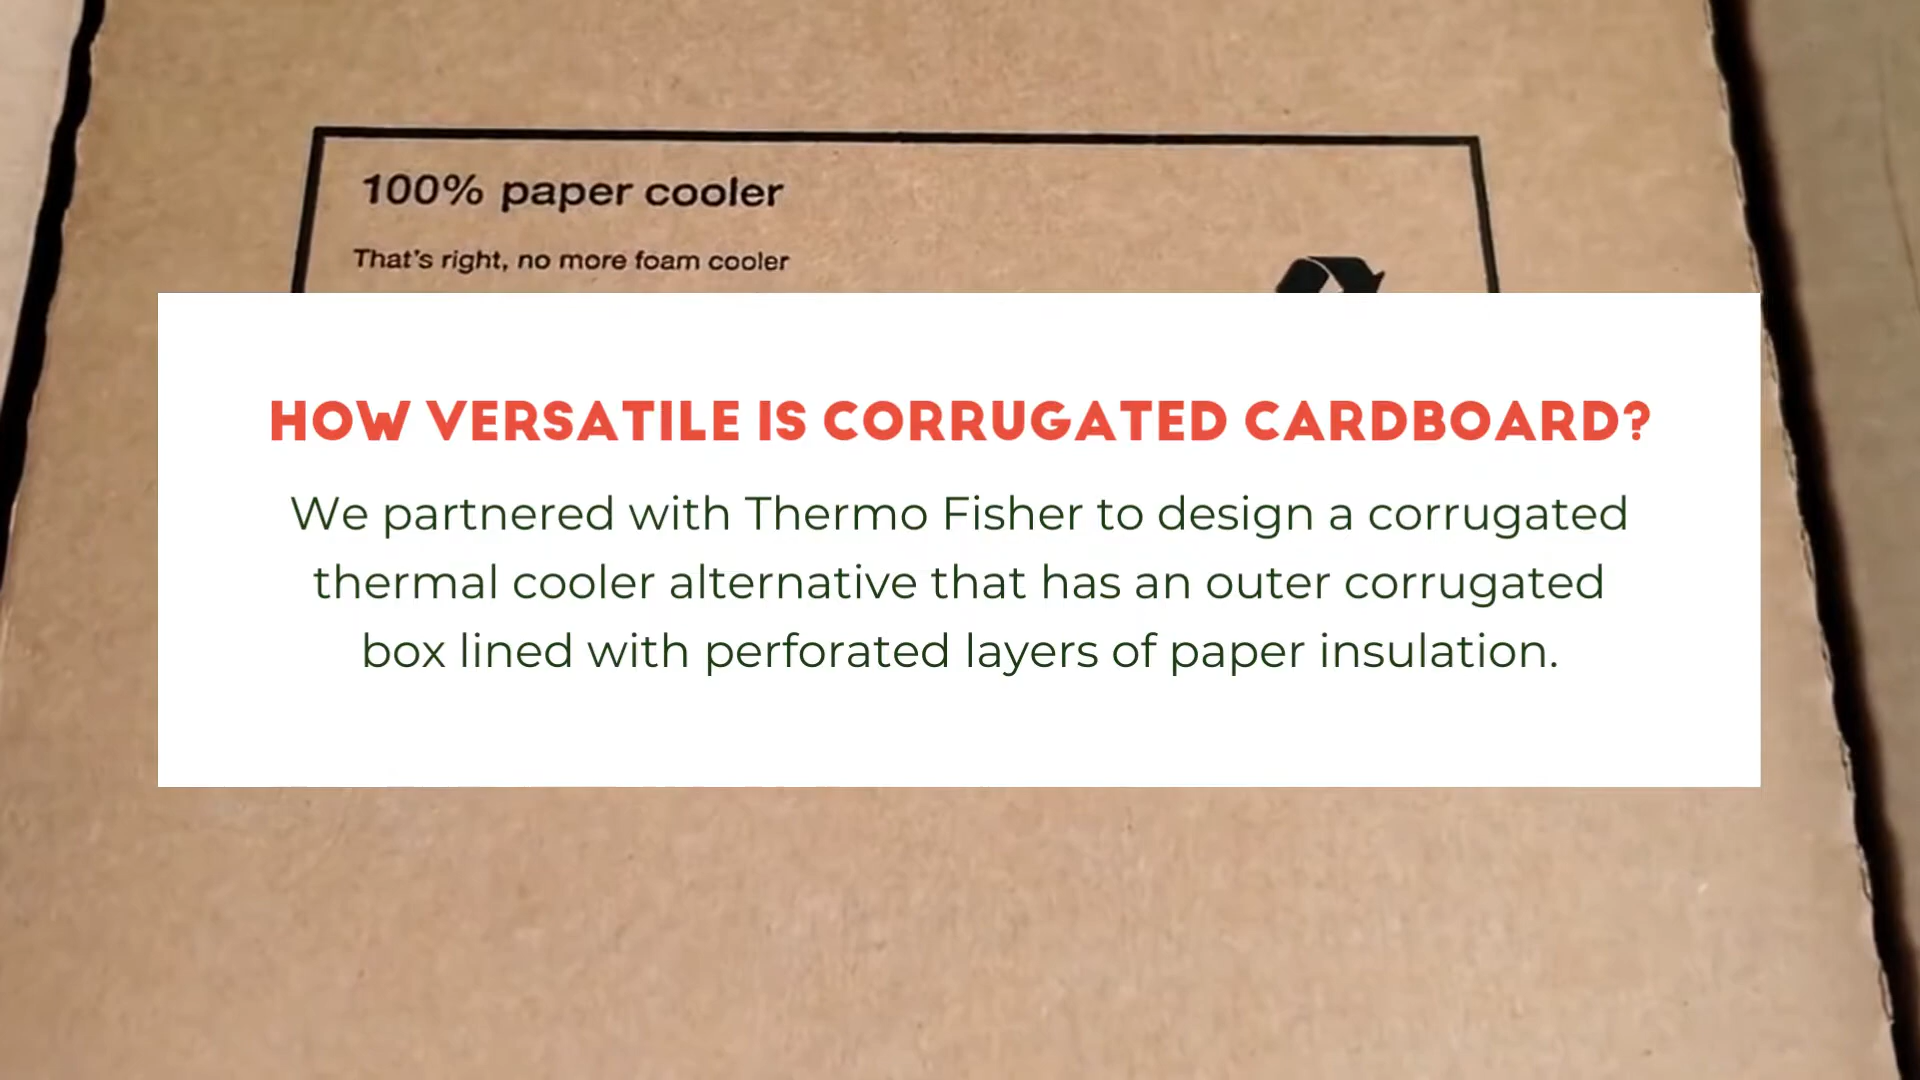 100% paper cooler
That's right, no more foam cooler
HOW VERSATILE IS CORRUGATED CARDBOARD?
We partnered with Thermo Fisher to design a corrugated
thermal cooler alternative that has an outer corrugated
box lined with perforated layers of paper insulation.